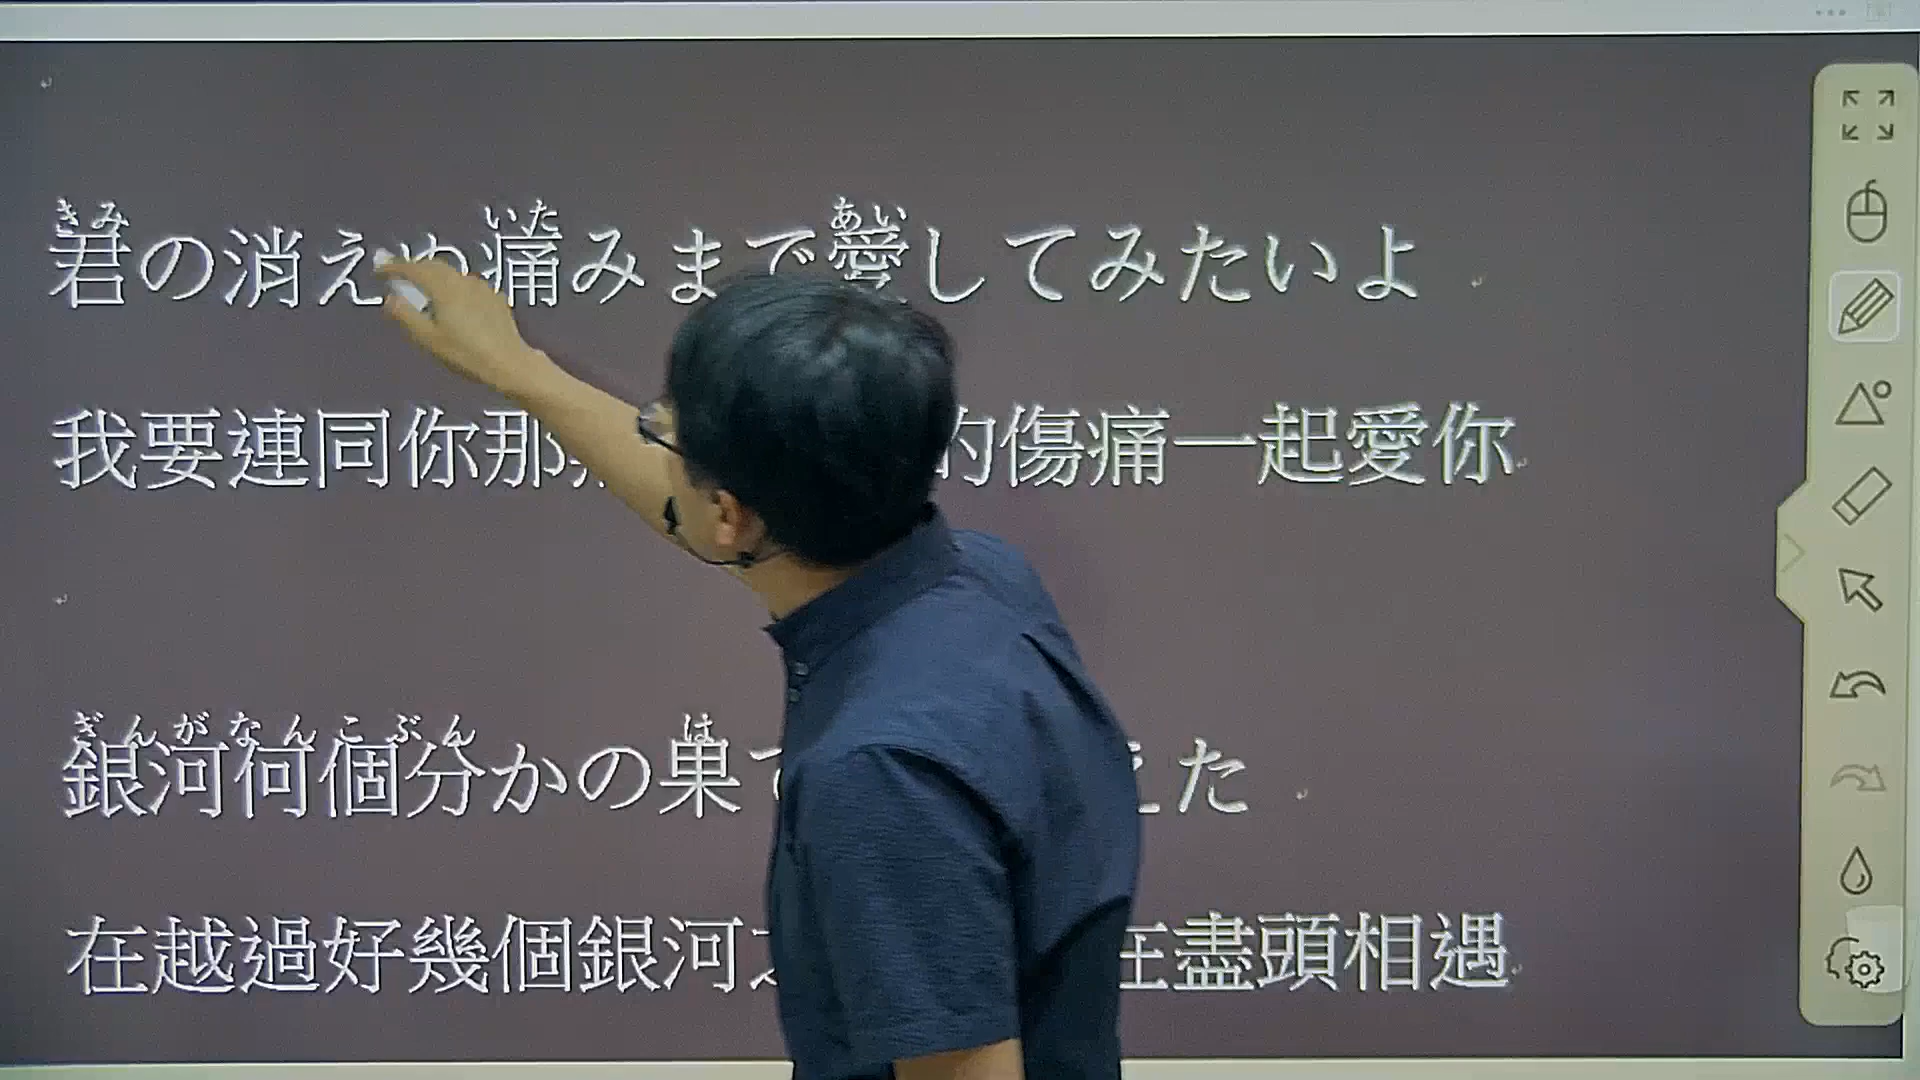 きみ いた あい
君の消え 痛みまで愛してみたいよ
我要連同你那 的傷痛一起愛你
ぎん が なん こ ぶん は
銀河何個分かの果て た
在越過好幾個銀河 在盡頭相遇